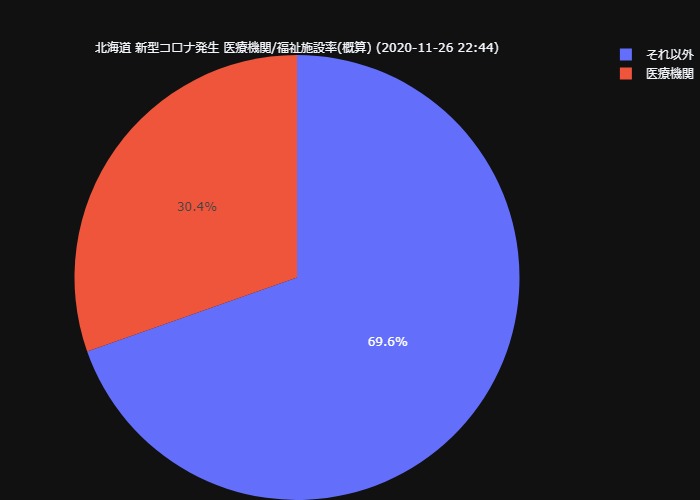 北海道 新型コロナ発生 医療機関/福祉施設率(概算) (2020-11-26 22:44)
それ以外
医療機関
30.4%
69.6%